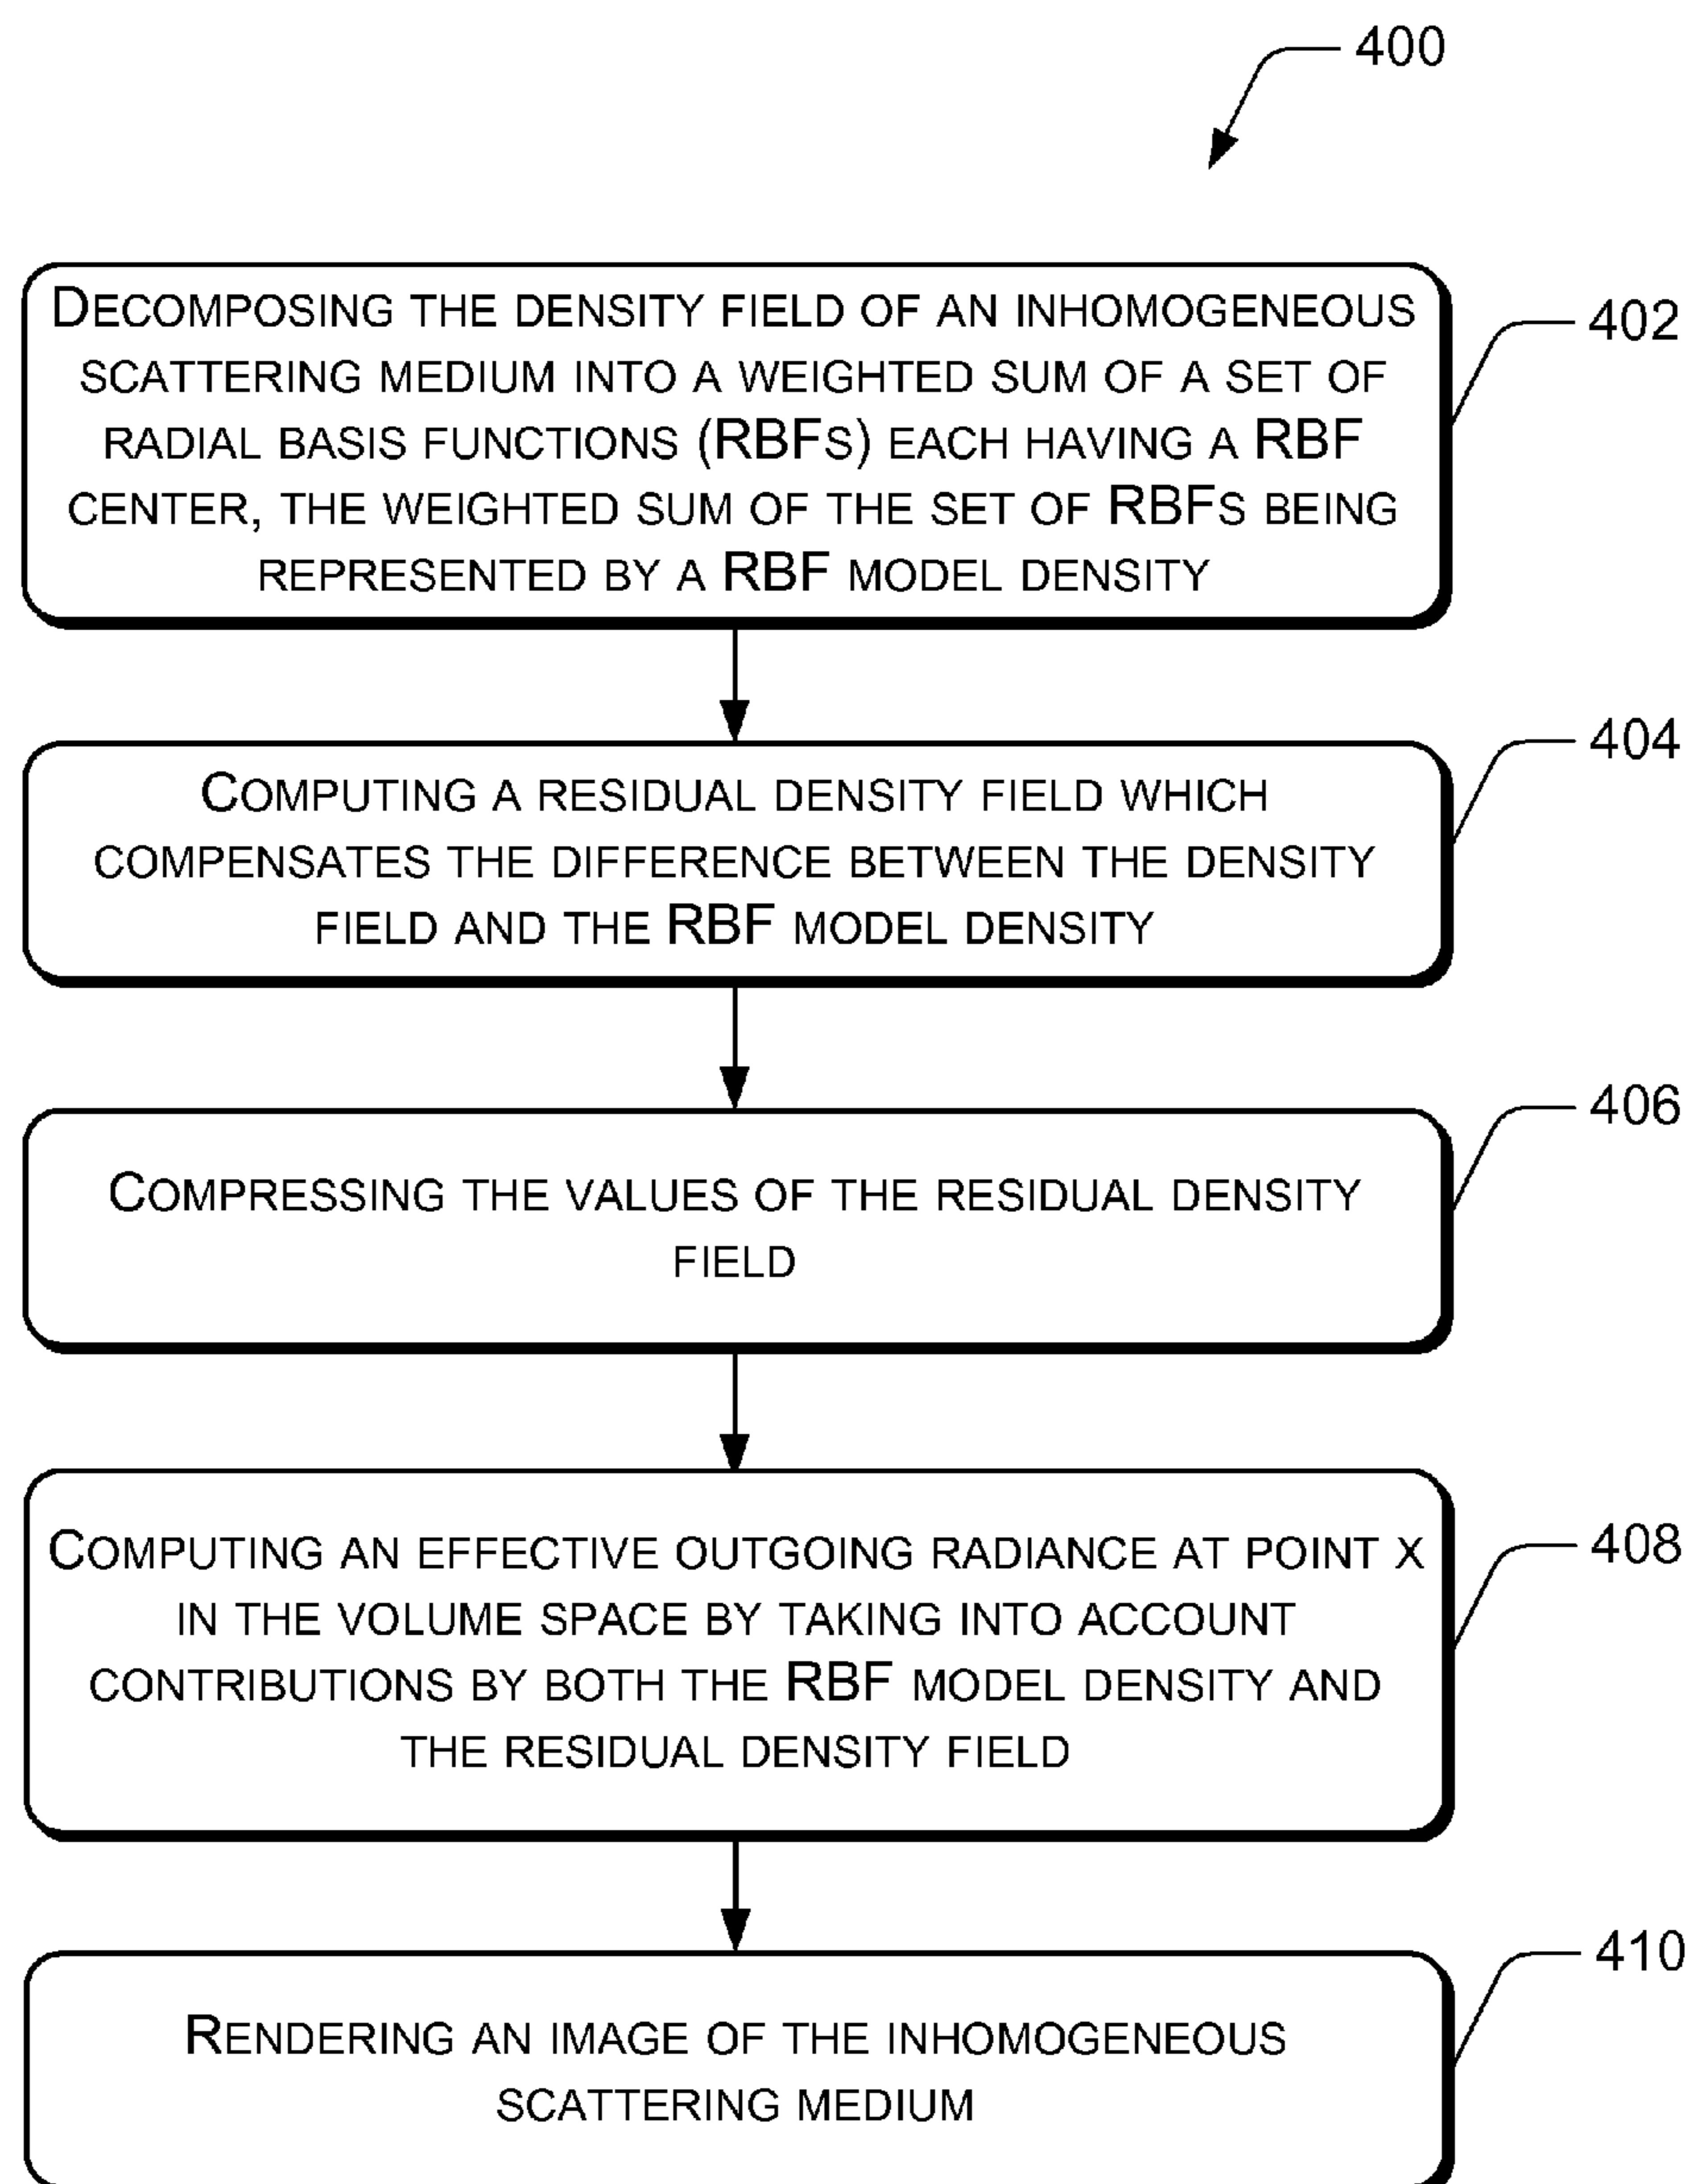 400
DECOMPOSING THE DENSITY FIELD OF AN INHOMOGENEOUS
SCATTERING MEDIUM INTO A WEIGHTED SUM OF A SET OF
RADIAL BASIS FUNCTIONS (RBFS) EACH HAVING A RBF
CENTER, THE WEIGHTED SUM OF THE SET OF RBFS BEING
REPRESENTED BY A RBF MODEL DENSITY
402
COMPUTING A RESIDUAL DENSITY FIELD WHICH
COMPENSATES THE DIFFERENCE BETWEEN THE DENSITY
FIELD AND THE RBF MODEL DENSITY
404
COMPRESSING THE VALUES OF THE RESIDUAL DENSITY
FIELD
406
COMPUTING AN EFFECTIVE OUTGOING RADIANCE AT POINT X
IN THE VOLUME SPACE BY TAKING INTO ACCOUNT
CONTRIBUTIONS BY BOTH THE RBF MODEL DENSITY AND
THE RESIDUAL DENSITY FIELD
408
RENDERING AN IMAGE OF THE INHOMOGENEOUS
SCATTERING MEDIUM
410